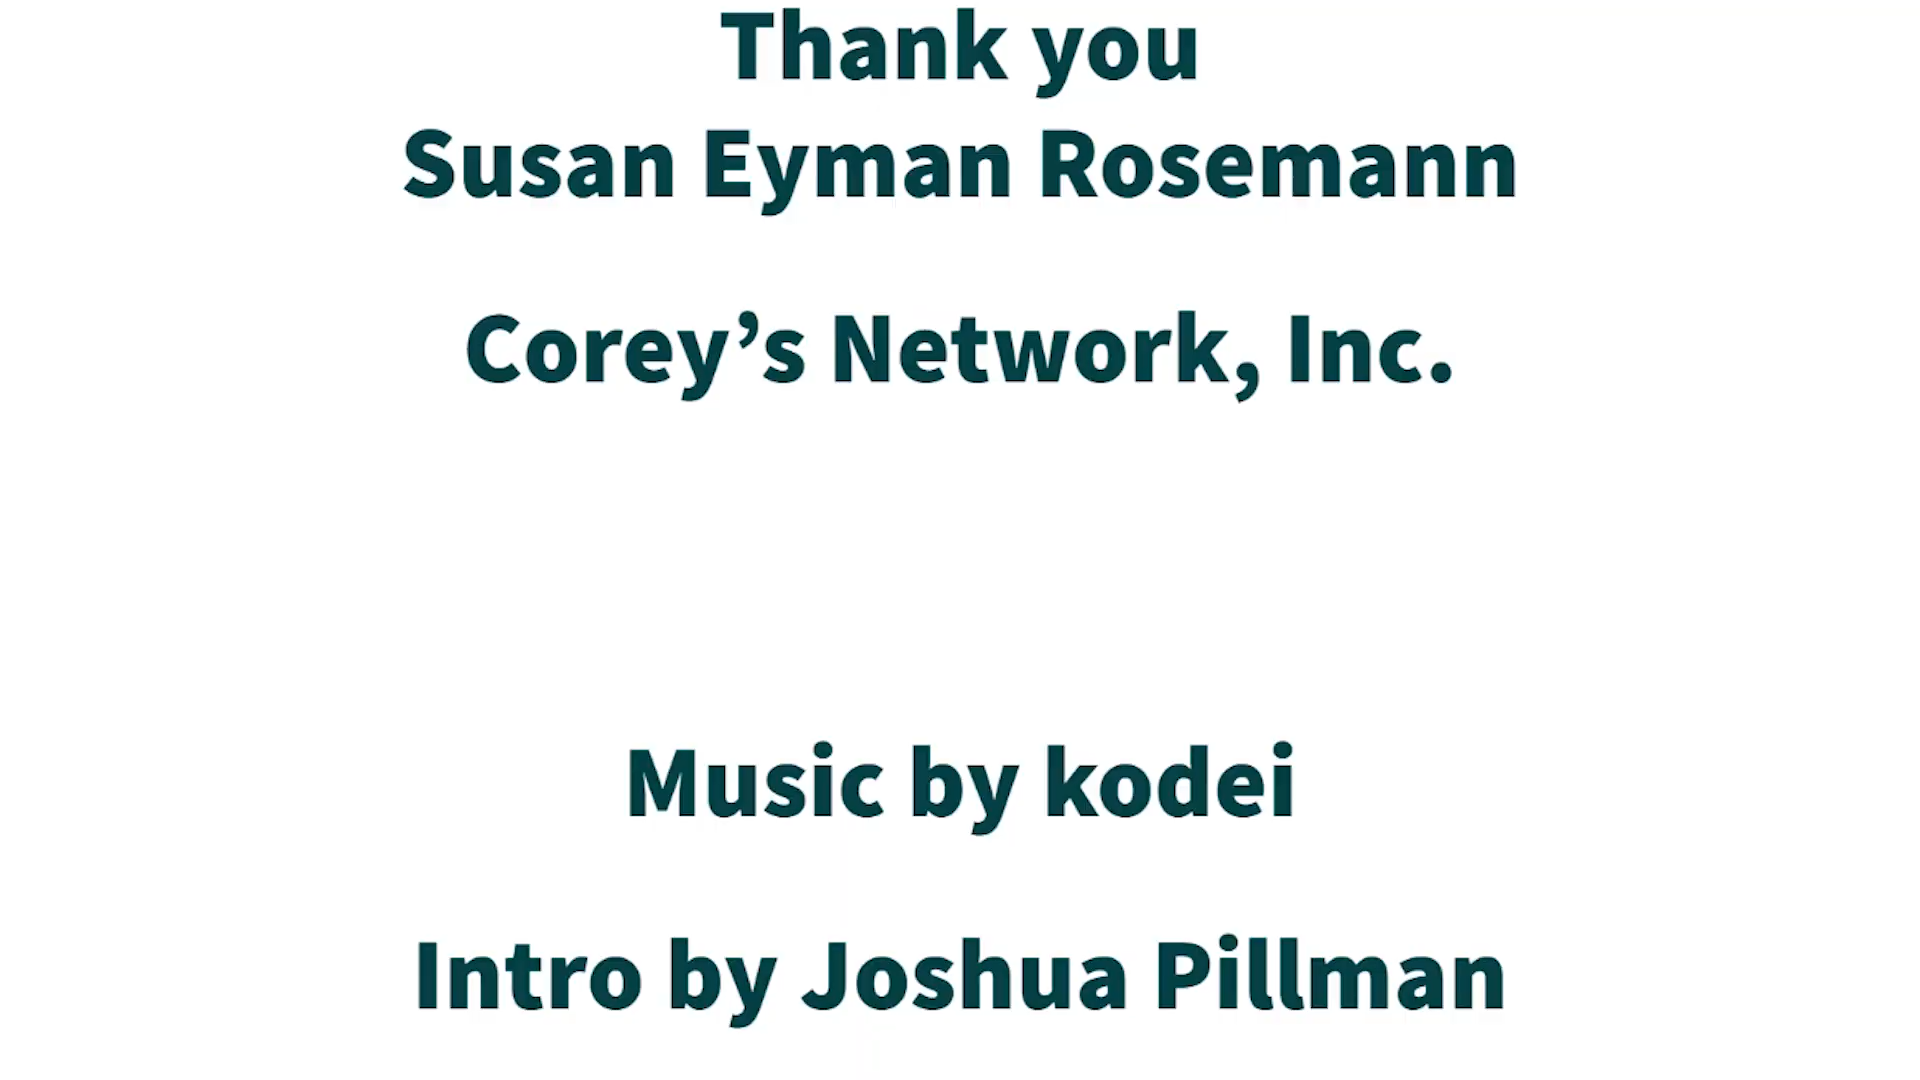 Thank you
Susan Eyman Rosemann
Corey’s Network, Inc.
Music by kodei
Intro by Joshua Pillman